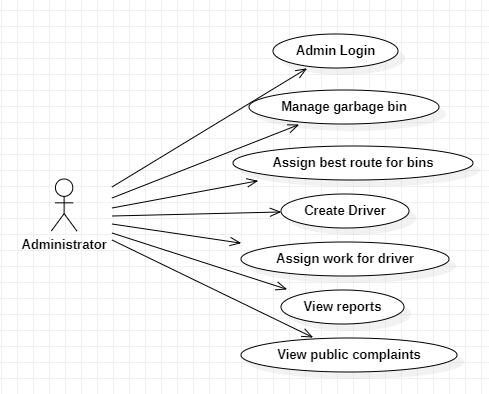 Admin Login
Manage garbage bin
Assign best route for bins
Create Driver
Administrator
Assign work for driver
View reports
View public complaints